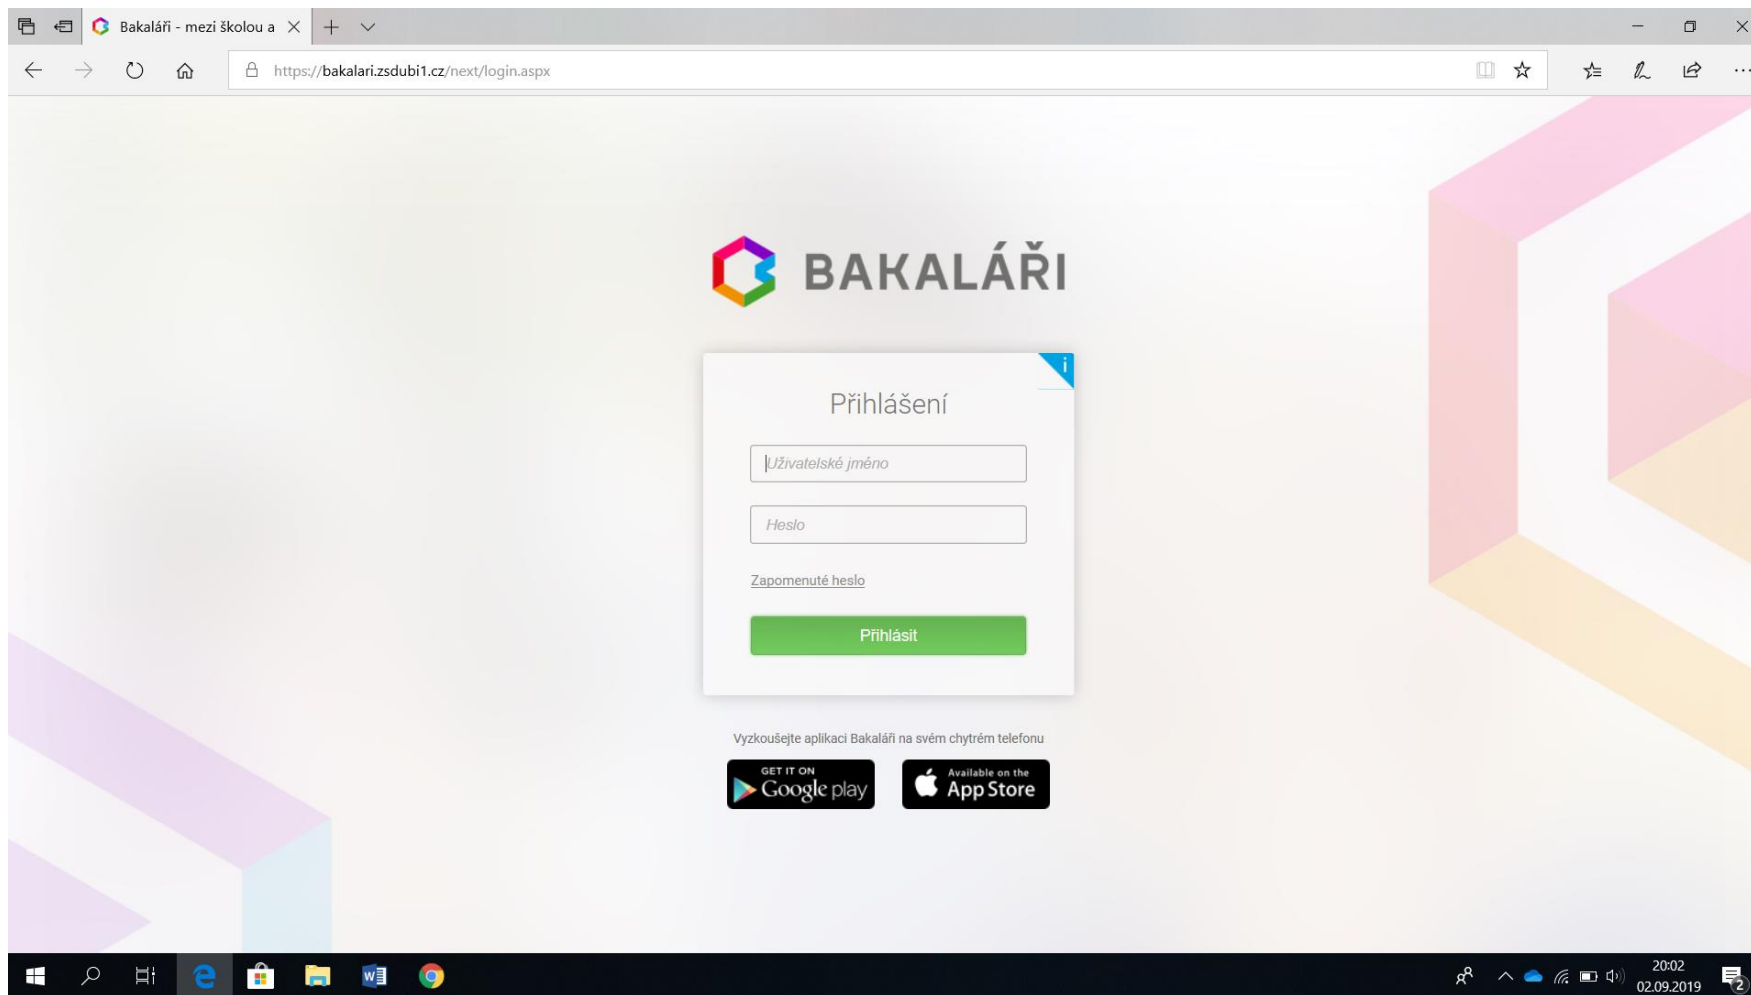 Bakaláři - mezi školou a
https://bakalari.zsdubi1.cz/next/login.aspx
BAKALÁŘI
i
Přihlášení
Uživatelské jméno
Heslo
Zapomenuté heslo
Přihlásit
Vyzkoušejte aplikaci Bakaláři na svém chytrém telefonu
GET IT ON
Google play
Available on the
App Store
20:02
02.09.2019
2